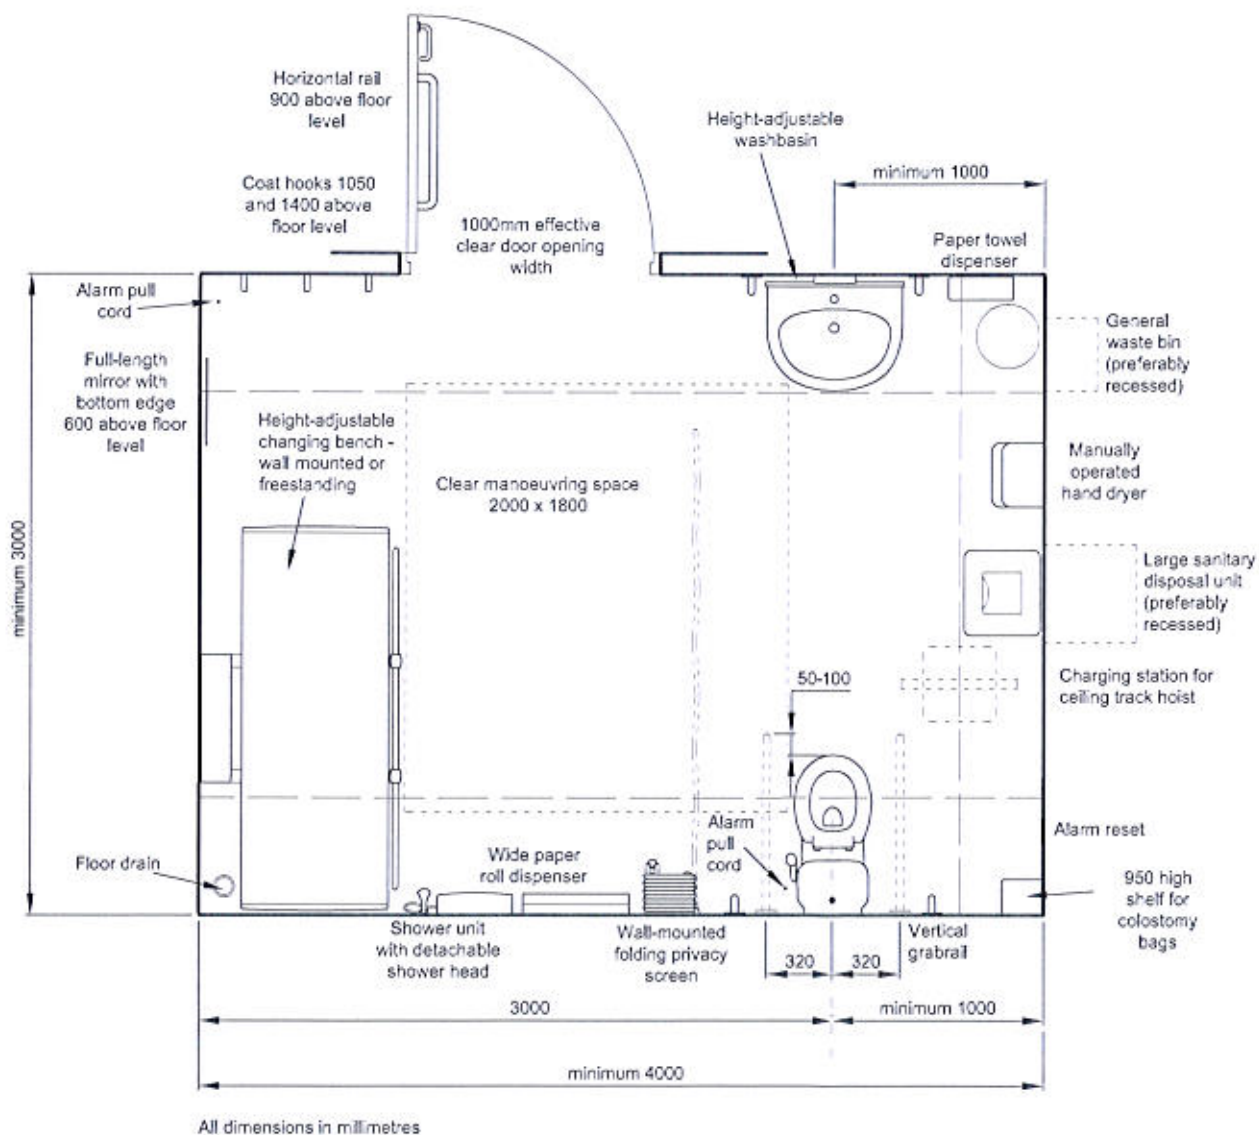 Horizontal rail
900 above floor
level
Height-adjustable
washbasin
minimum 1000
Coat hooks 1050
and 1400 above
floor level
1000mm effective
clear door opening
width
Paper towel
dispenser
Alarm pull
cord
General
waste bin
(preferably
recessed)
Full-length
mirror with
bottom edge
600 above floor
level
Height-adjustable
changing bench -
wall mounted or
freestanding
Clear manoeuvring space
2000 x 1800
Manually
operated
hand dryer
minimum 3000
Large sanitary
disposal unit
(preferably
recessed)
50-100
Charging station for
ceiling track hoist
Alarm
pull
cord
Alarm reset
Floor drain
Wide paper
roll dispenser
950 high
shelf for
colostomy
bags
Shower unit
with detachable
shower head
Wall-mounted
folding privacy
screen
320
320
Vertical
grabrail
3000
minimum 1000
minimum 4000
All dimensions in millimetres